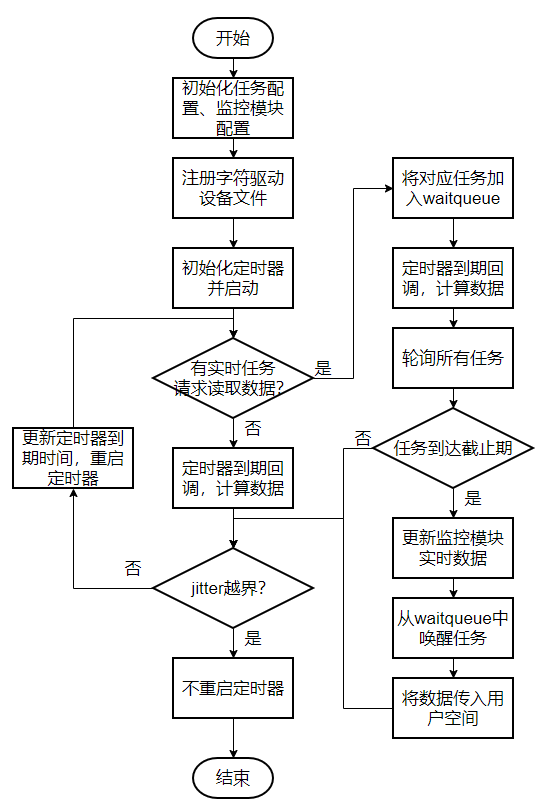 开始
初始化任务配
置、监控模块
配置
注册字符驱动
设备文件
初始化定时器
并启动
有实时任务
请求读取数据?
是
否
定时器到期回
调，计算数据
更新定时器到
期时间，重启
定时器
jitter越界?
否
是
不重启定时器
结束
将对应任务加
入waitqueue
定时器到期回
调，计算数据
轮询所有任务
任务到达截止期
否
是
更新监控模块
实时数据
从waitqueue中
唤醒任务
将数据传入用
户空间